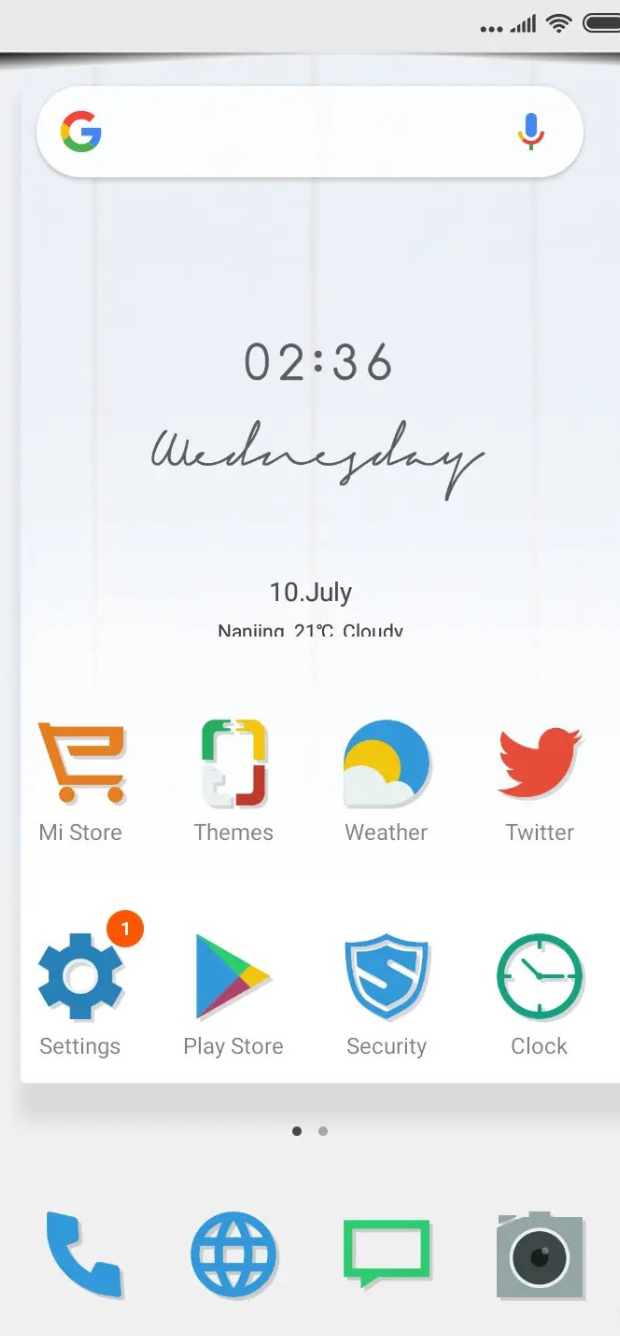 02:36
Wednesday
10.July
Nanjing 21℃ Cloudy
Mi Store
Themes
Weather
Twitter
1
Settings
Play Store
Security
Clock